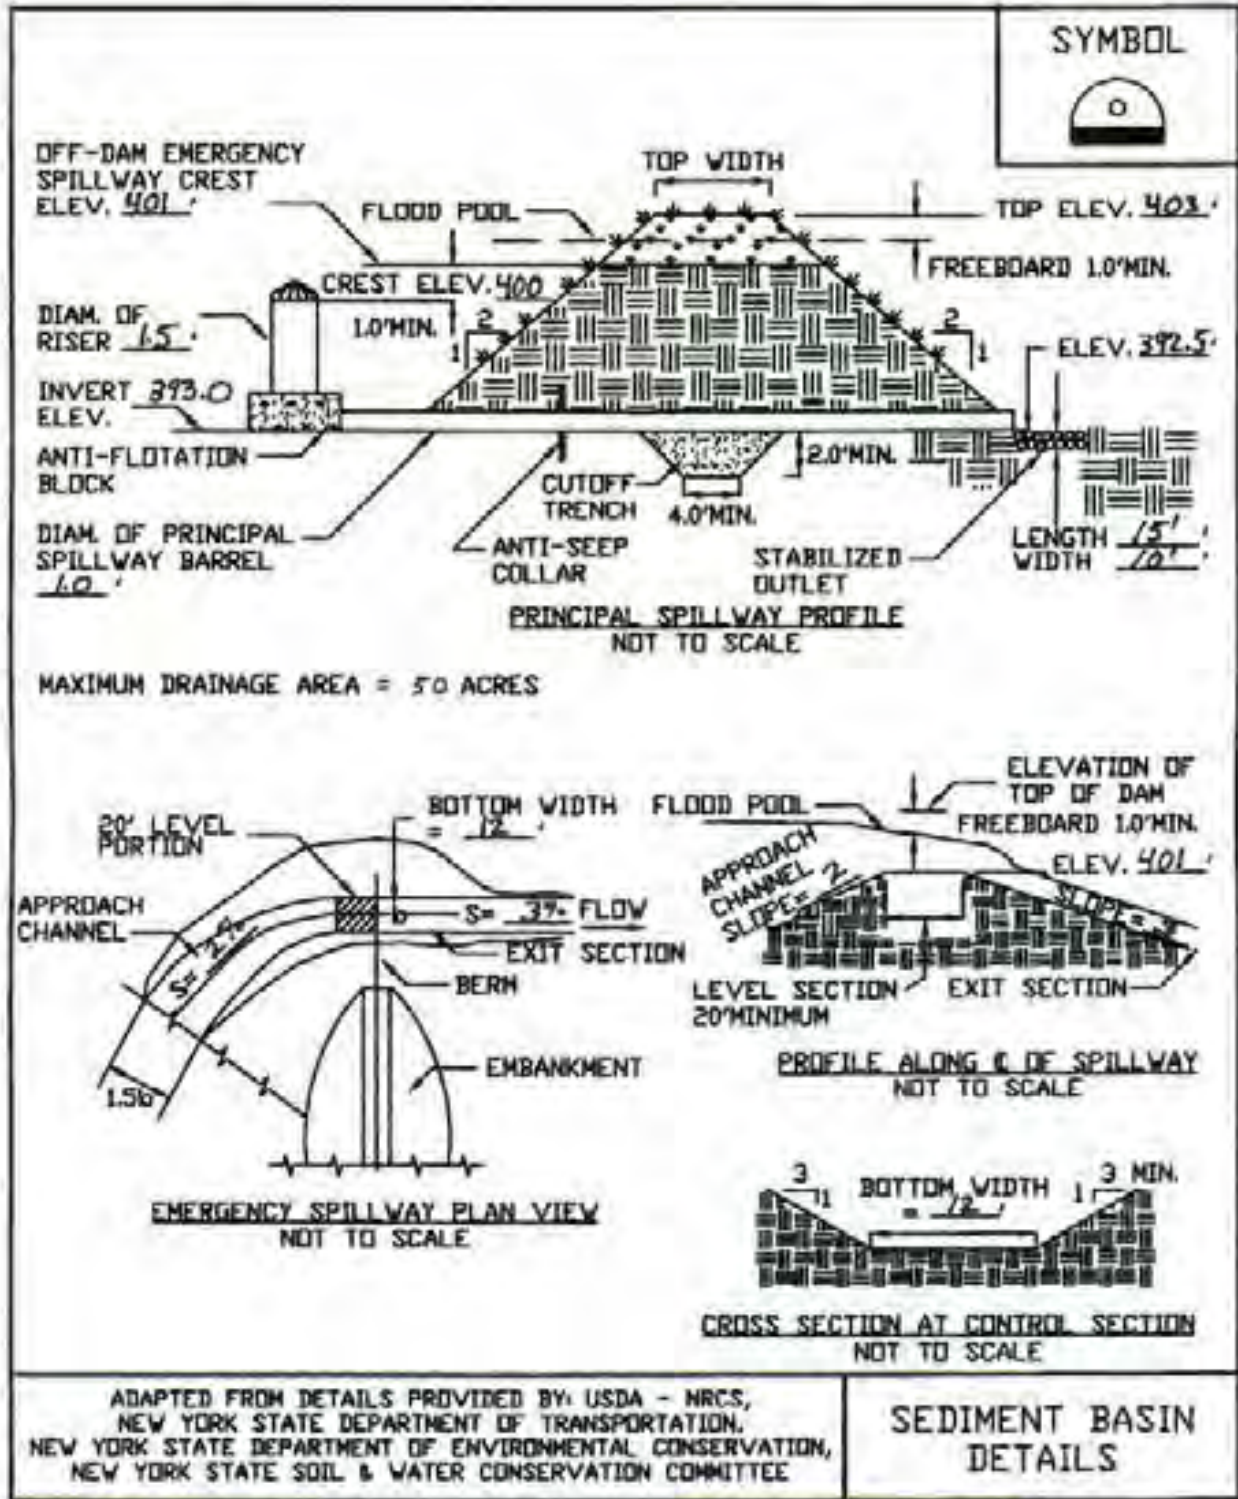 SYMBOL
OFF-DAM EMERGENCY
SPILLWAY CREST
ELEV. 401'
FLOOD POOL
TOP WIDTH
TOP ELEV. 403'
FREEBOARD 1.0'MIN.
CREST ELEV. 400
1.0'MIN.
DIAM. OF
RISER 1.5'
2
1
2
1
ELEV. 392.5'
INVERT 393.0
ELEV.
ANTI-FLOTATION
BLOCK
2.0'MIN.
CUTOFF
TRENCH
4.0'MIN.
DIAM. OF PRINCIPAL
SPILLWAY BARREL
1.0'
ANTI-SEEP
COLLAR
STABILIZED
OUTLET
LENGTH 15'
WIDTH 10'
PRINCIPAL SPILLWAY PROFILE
NOT TO SCALE
MAXIMUM DRAINAGE AREA = 50 ACRES
20' LEVEL
PORTION
BOTTOM WIDTH
= 12'
APPROACH
CHANNEL
S= 2%
b
S= 3% FLOW
EXIT SECTION
BERM
EMBANKMENT
1.5b
EMERGENCY SPILLWAY PLAN VIEW
NOT TO SCALE
ELEVATION OF
TOP OF DAM
FLOOD POOL
FREEBOARD 1.0'MIN.
ELEV. 401'
APPROACH
CHANNEL
SLOPE= 2
SLOPE= 3
LEVEL SECTION
20'MINIMUM
EXIT SECTION
PROFILE ALONG ℄ OF SPILLWAY
NOT TO SCALE
3
1
BOTTOM WIDTH
= 12'
3 MIN.
1
CROSS SECTION AT CONTROL SECTION
NOT TO SCALE
ADAPTED FROM DETAILS PROVIDED BY: USDA - NRCS,
NEW YORK STATE DEPARTMENT OF TRANSPORTATION,
NEW YORK STATE DEPARTMENT OF ENVIRONMENTAL CONSERVATION,
NEW YORK STATE SOIL & WATER CONSERVATION COMMITTEE
SEDIMENT BASIN
DETAILS